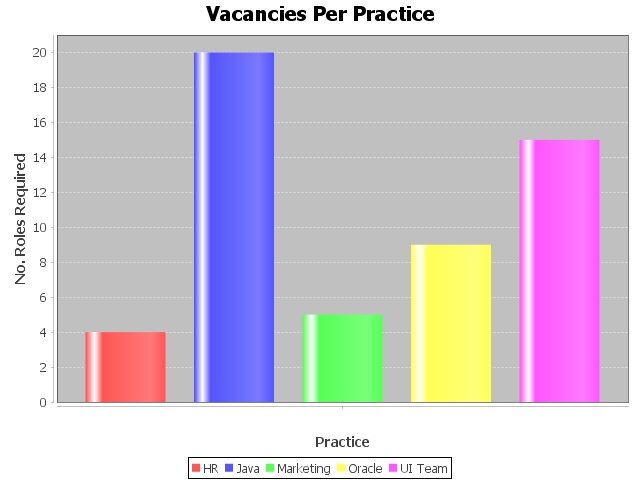 Vacancies Per Practice
No. Roles Required
20
18
16
14
12
10
8
6
4
2
0
Practice
HR Java Marketing Oracle UI Team